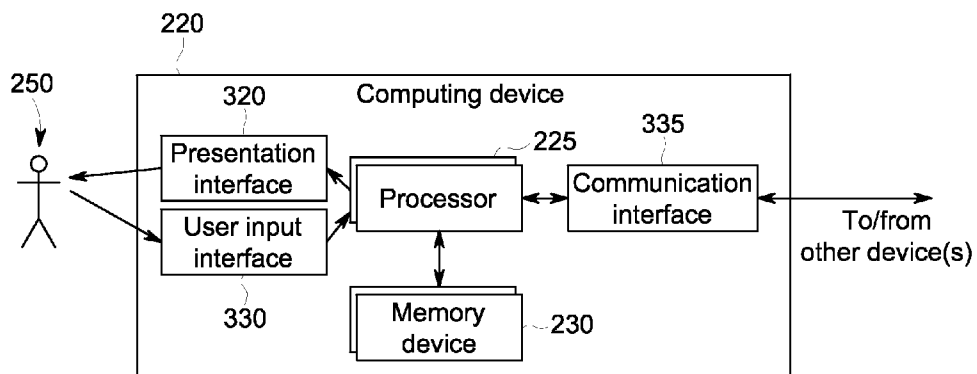 220
250
Computing device
320
225
335
Presentation
interface
Processor
Communication
interface
User input
interface
To/from
other device(s)
330
Memory
device
230